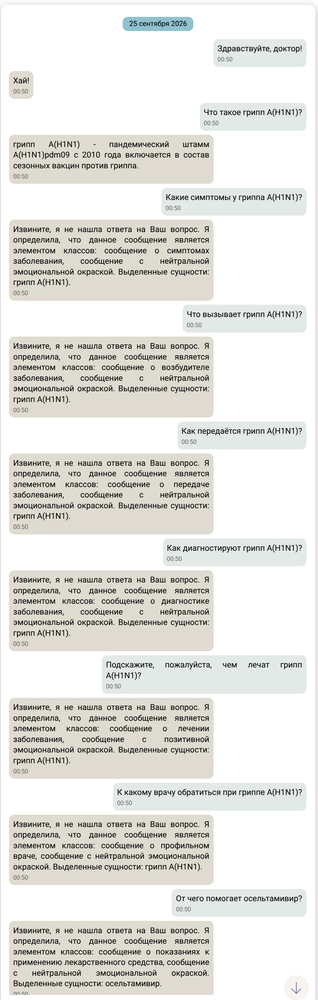 25 сентября 2026
Здравствуйте, доктор!
00:50
Хай!
00:50
Что такое грипп A(H1N1)?
00:50
грипп A(H1N1) - пандемический штамм
A(H1N1)pdm09 с 2010 года включается в состав
сезонных вакцин против гриппа.
00:50
Какие симптомы у гриппа A(H1N1)?
00:50
Извините, я не нашла ответа на Ваш вопрос. Я
определила, что данное сообщение является
элементом классов: сообщение о симптомах
заболевания, сообщение с нейтральной
эмоциональной окраской. Выделенные сущности:
грипп A(H1N1).
00:50
Что вызывает грипп A(H1N1)?
00:50
Извините, я не нашла ответа на Ваш вопрос. Я
определила, что данное сообщение является
элементом классов: сообщение о возбудителе
заболевания, сообщение с нейтральной
эмоциональной окраской. Выделенные сущности:
грипп A(H1N1).
00:50
Как передаётся грипп A(H1N1)?
00:50
Извините, я не нашла ответа на Ваш вопрос. Я
определила, что данное сообщение является
элементом классов: сообщение о передаче
заболевания, сообщение с нейтральной
эмоциональной окраской. Выделенные сущности:
грипп A(H1N1).
00:50
Как диагностируют грипп A(H1N1)?
00:50
Извините, я не нашла ответа на Ваш вопрос. Я
определила, что данное сообщение является
элементом классов: сообщение о диагностике
заболевания, сообщение с нейтральной
эмоциональной окраской. Выделенные сущности:
грипп A(H1N1).
00:50
Подскажите, пожалуйста, чем лечат грипп
A(H1N1)?
00:50
Извините, я не нашла ответа на Ваш вопрос. Я
определила, что данное сообщение является
элементом классов: сообщение о лечении
заболевания, сообщение с позитивной
эмоциональной окраской. Выделенные сущности:
грипп A(H1N1).
00:50
К какому врачу обратиться при гриппе A(H1N1)?
00:50
Извините, я не нашла ответа на Ваш вопрос. Я
определила, что данное сообщение является
элементом классов: сообщение о профильном
враче, сообщение с нейтральной эмоциональной
окраской. Выделенные сущности: грипп A(H1N1).
00:50
От чего помогает осельтамивир?
00:50
Извините, я не нашла ответа на Ваш вопрос. Я
определила, что данное сообщение является
элементом классов: сообщение о показаниях к
применению лекарственного средства, сообщение
с нейтральной эмоциональной окраской.
Выделенные сущности: осельтамивир.
00:50